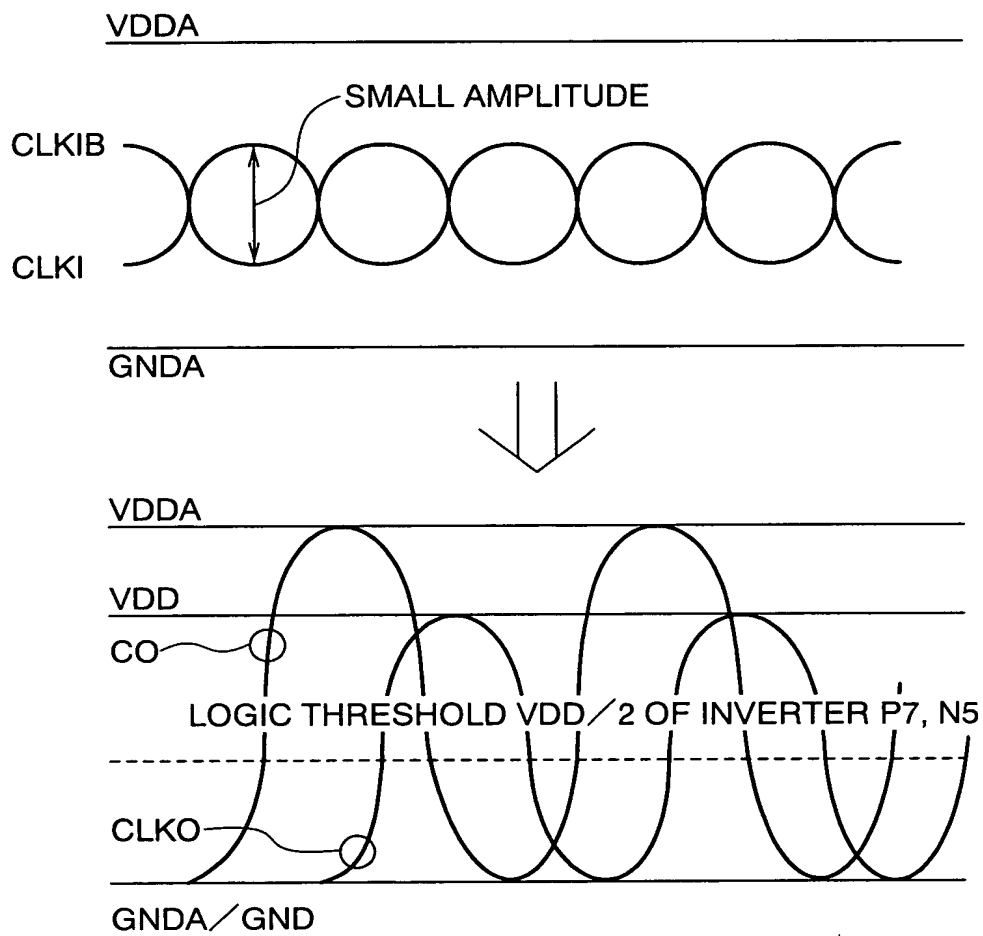 VDDA
SMALL AMPLITUDE
CLKIB
CLKI
GNDA
VDDA
VDD
CO
LOGIC THRESHOLD VDD/2 OF INVERTER P7, N5
CLKO
GNDA/GND